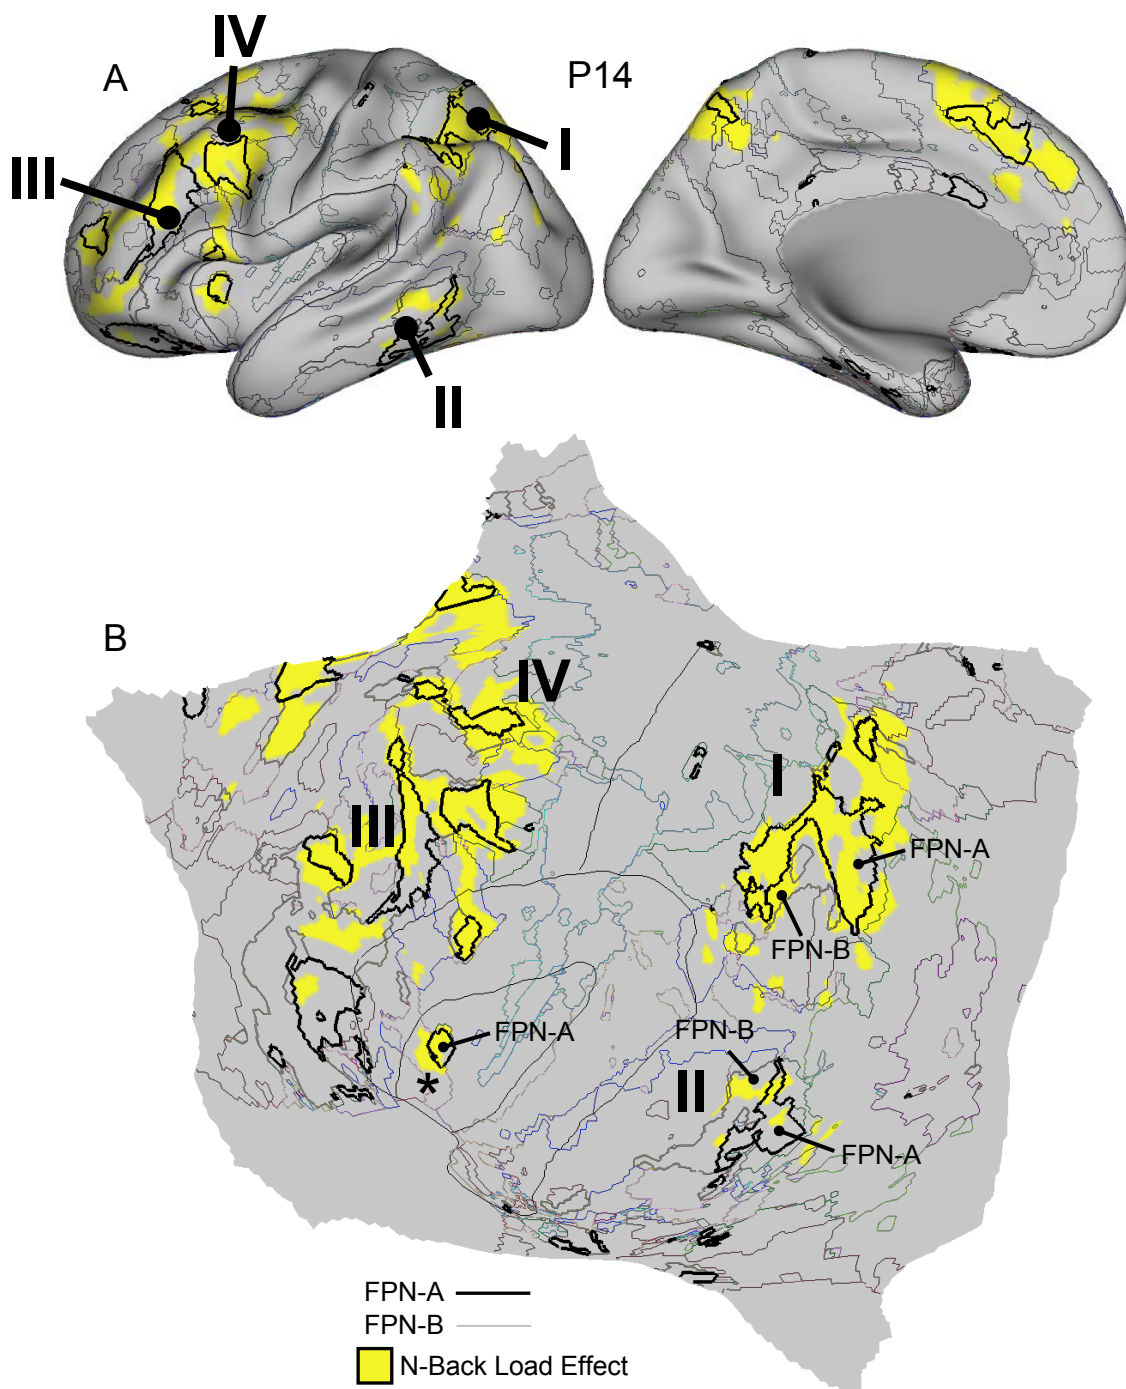 IV
A
P14
I
III
II
B
IV
I
III
FPN-A
FPN-B
FPN-A
FPN-B
*
II
FPN-A
FPN-A
FPN-B
N-Back Load Effect